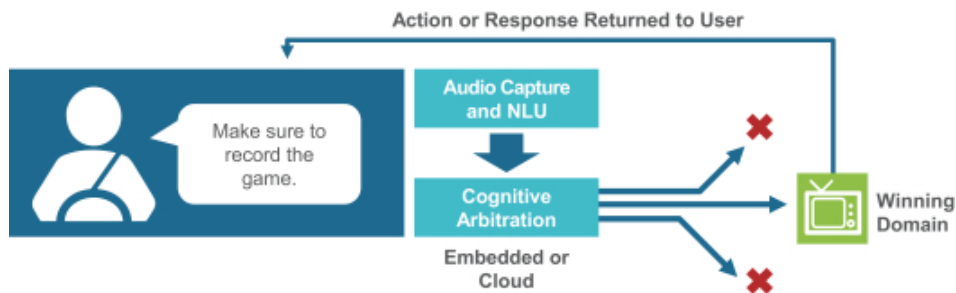 Action or Response Returned to User
Make sure to
record the
game.
Audio Capture
and NLU
Cognitive
Arbitration
Embedded or
Cloud
Winning
Domain